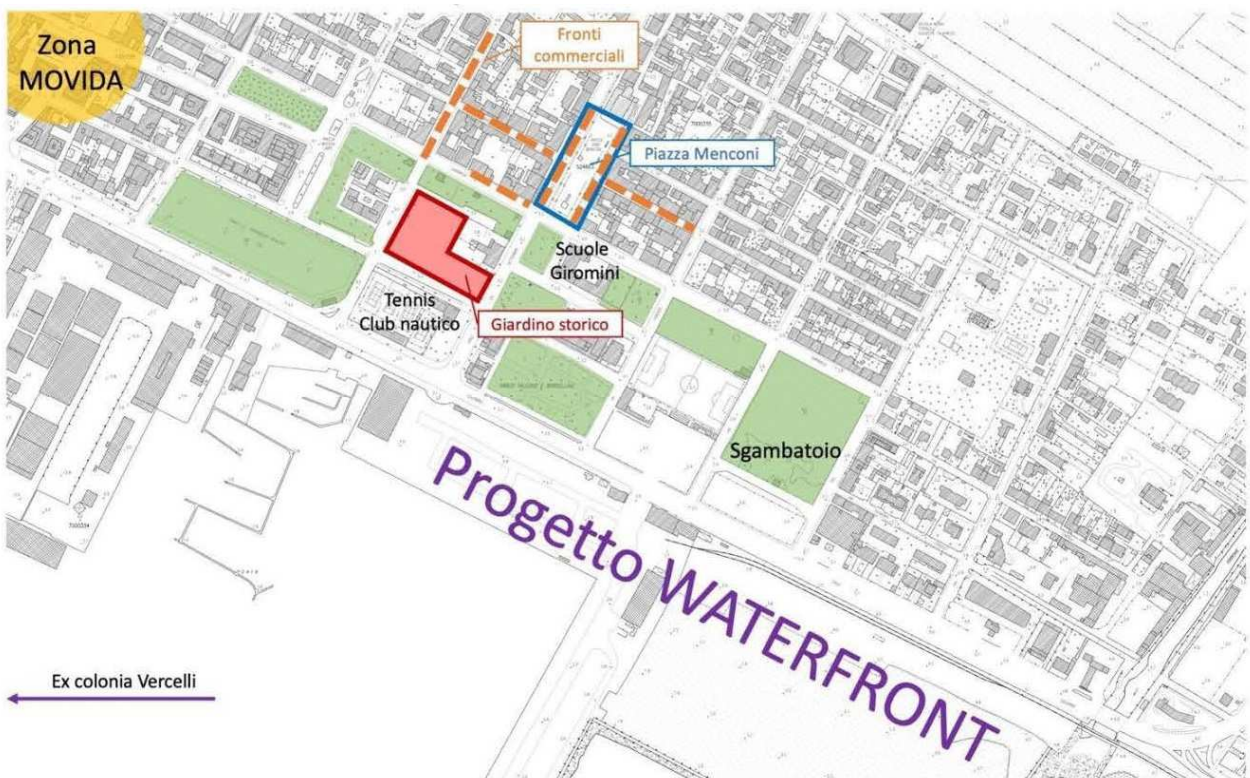 Zona
MOVIDA
Fronti
commerciali
Piazza Menconi
Scuole
Giromini
Tennis
Club nautico
Giardino storico
Sgambatoio
Progetto WATERFRONT
Ex colonia Vercelli